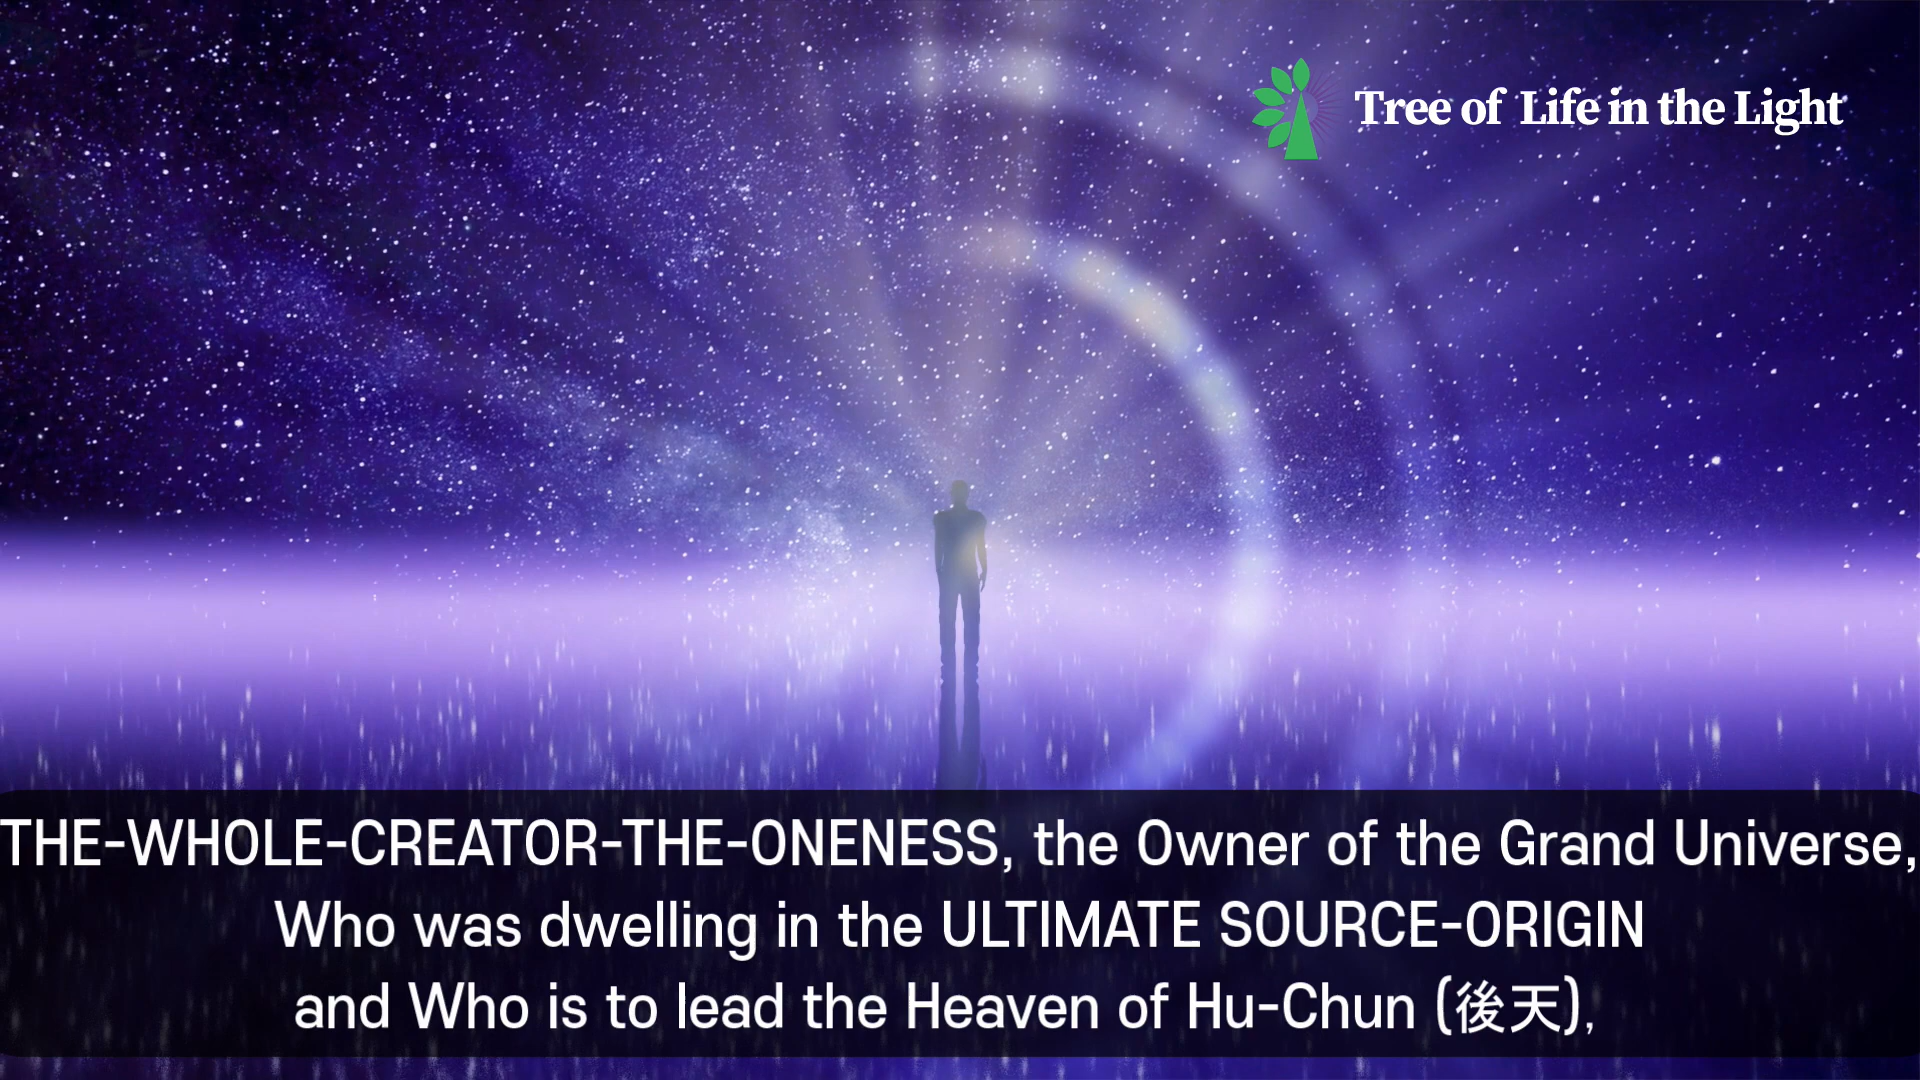 Tree of Life in the Light
THE-WHOLE-CREATOR-THE-ONENESS, the Owner of the Grand Universe,
Who was dwelling in the ULTIMATE SOURCE-ORIGIN
and Who is to lead the Heaven of Hu-Chun (後天),